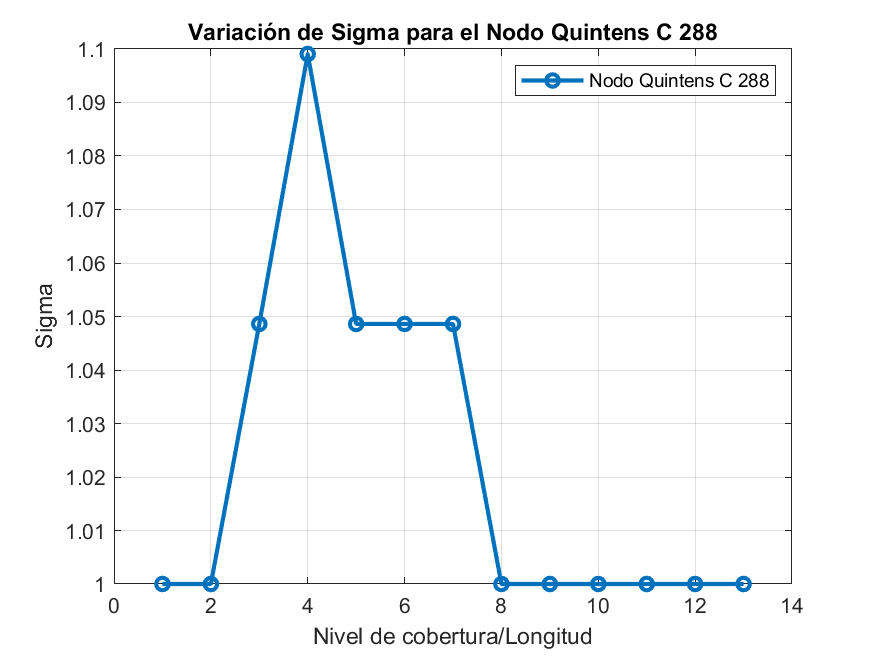 Variación de Sigma para el Nodo Quintens C 288
Nodo Quintens C 288
1.1
1.09
1.08
1.07
1.06
1.05
1.04
1.03
1.02
1.01
1
Sigma
0 2 4 6 8 10 12 14
Nivel de cobertura/Longitud